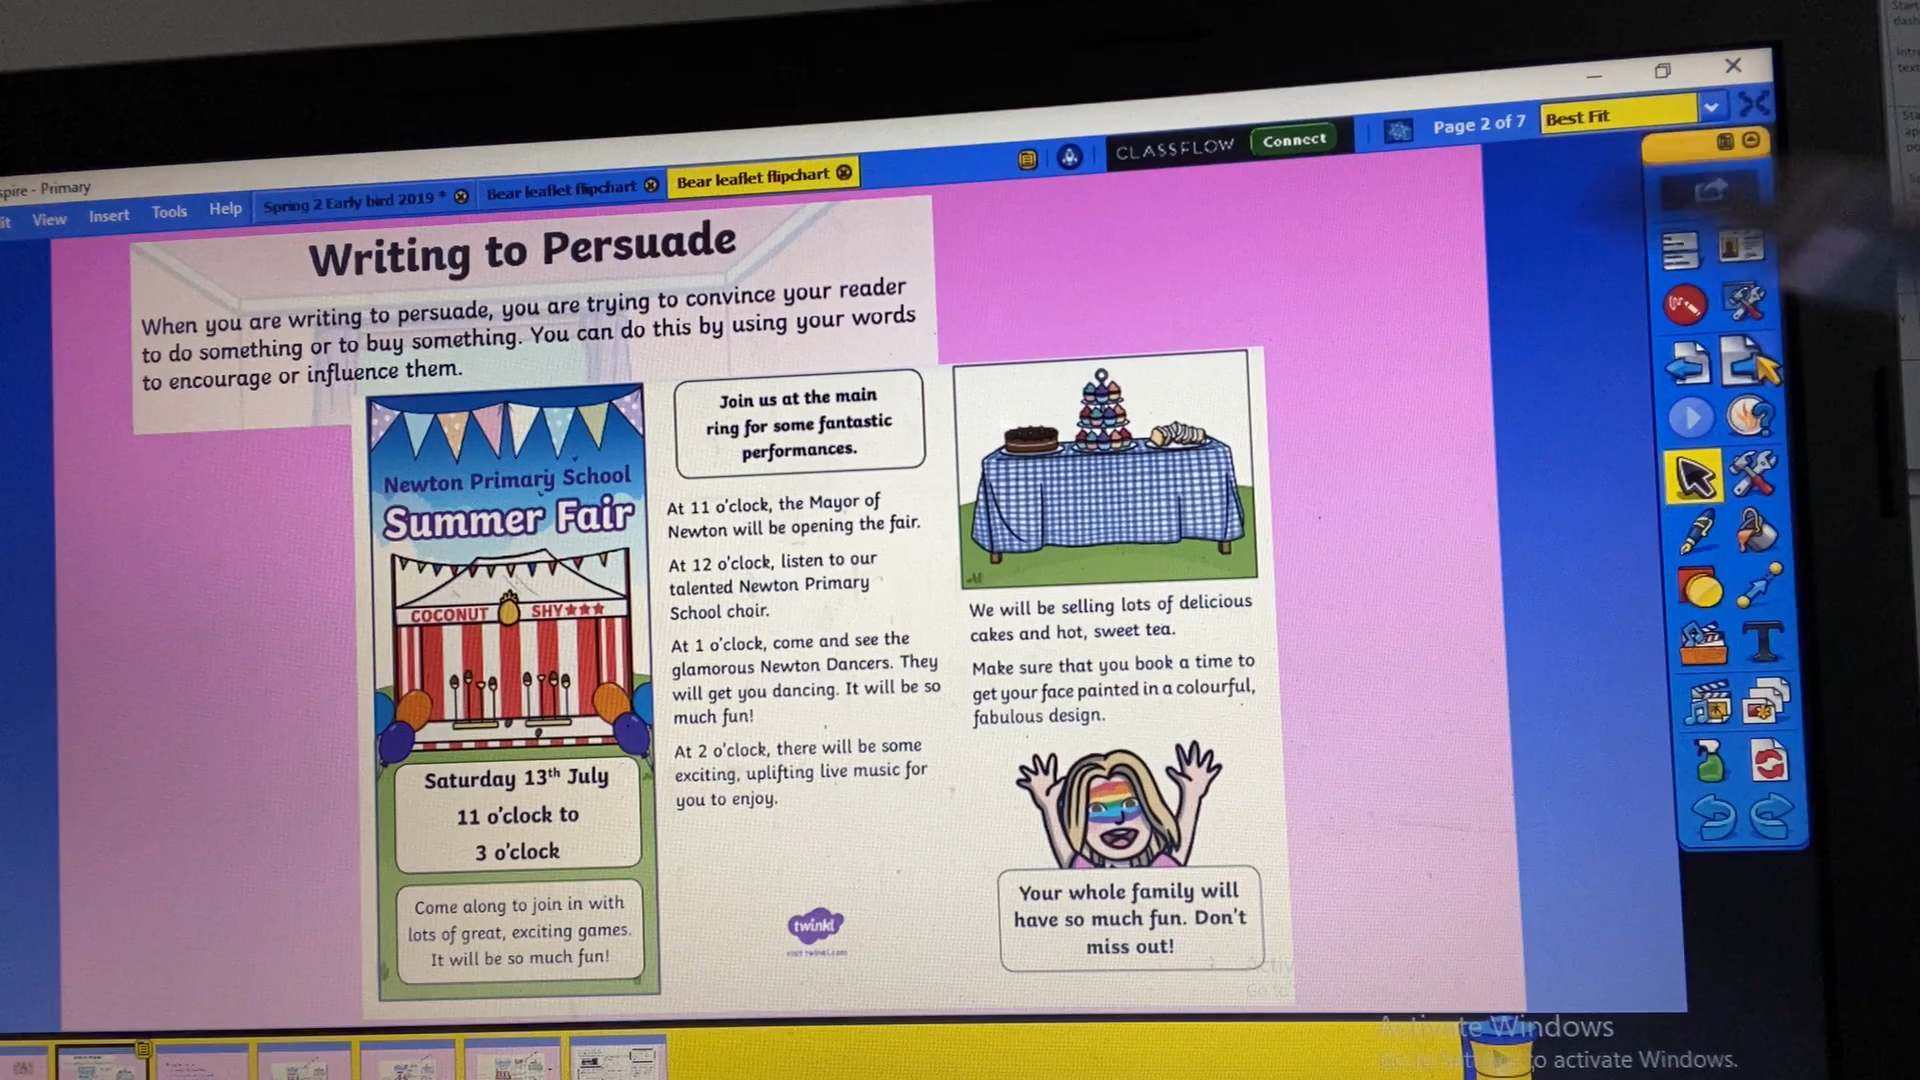 spire - Primary
View Insert Tools Help
Spring 2 Early bird 2019 *
Bear leaflet flipchart
Bear leaflet flipchart
CLASSFLOW
Connect
Page 2 of 7
Best Fit
Writing to Persuade
When you are writing to persuade, you are trying to convince your reader
to do something or to buy something. You can do this by using your words
to encourage or influence them.
Newton Primary School
Summer Fair
COCONUT SHY
Saturday 13th July
11 o'clock to
3 o'clock
Come along to join in with
lots of great, exciting games.
It will be so much fun!
Join us at the main
ring for some fantastic
performances.
At 11 o'clock, the Mayor of
Newton will be opening the fair.
At 12 o'clock, listen to our
talented Newton Primary
School choir.
At 1 o'clock, come and see the
glamorous Newton Dancers. They
will get you dancing. It will be so
much fun!
At 2 o'clock, there will be some
exciting, uplifting live music for
you to enjoy.
twinkl
visit twinkl.com
We will be selling lots of delicious
cakes and hot, sweet tea.
Make sure that you book a time to
get your face painted in a colourful,
fabulous design.
Your whole family will
have so much fun. Don't
miss out!
Activate Windows
to activate Windows.